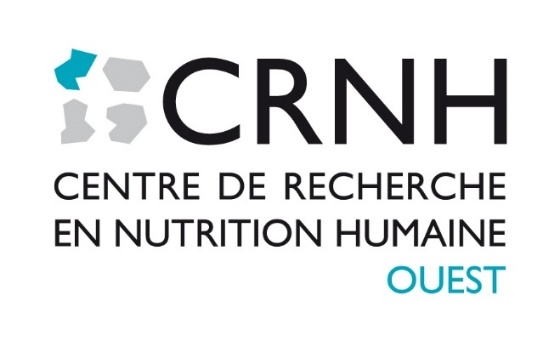 CRNH
CENTRE DE RECHERCHE
EN NUTRITION HUMAINE
OUEST